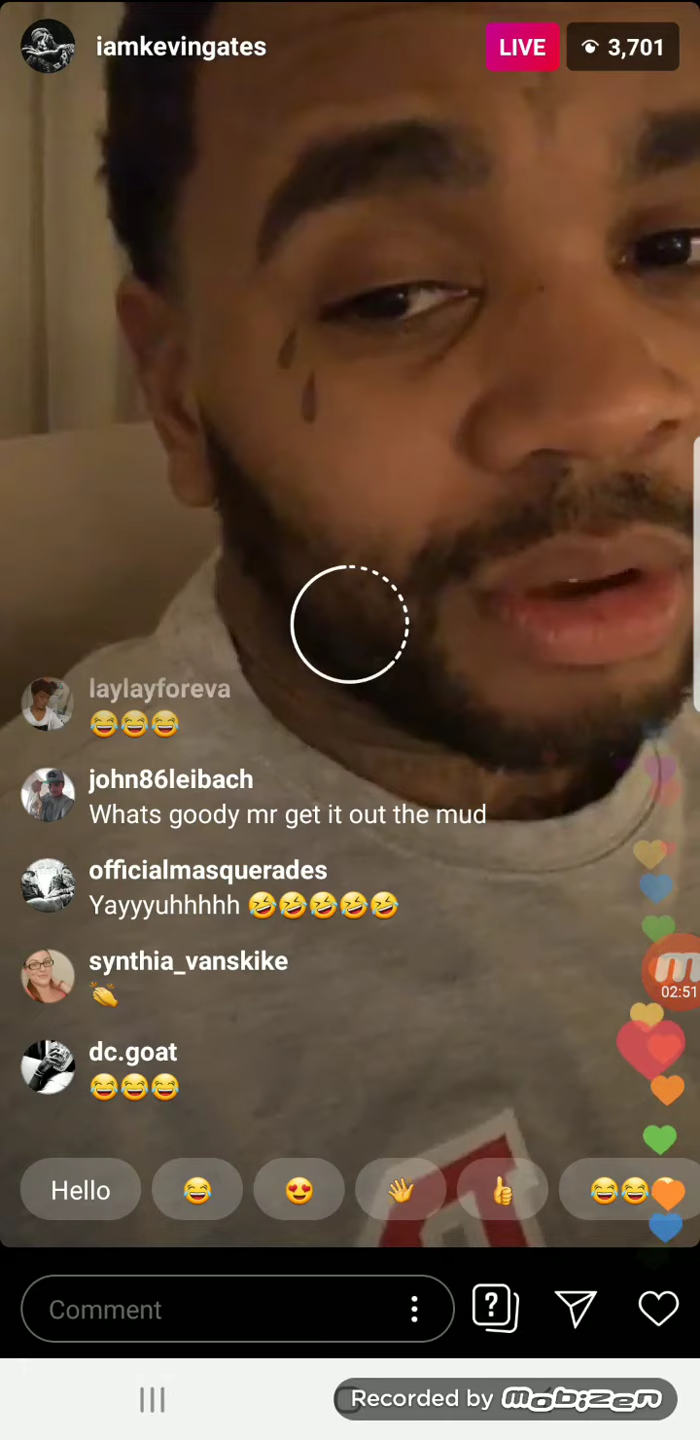 iamkevingates
LIVE
3,701
laylayforeva
😂😂😂
john86leibach
Whats goody mr get it out the mud
officialmasquerades
Yayyyuhhhhh 🤣🤣🤣🤣🤣
synthia_vanskike
👏
dc.goat
😂😂😂
02:51
Hello 😂 😍 👋 👍 😂😂
Comment
?
Recorded by mobizen